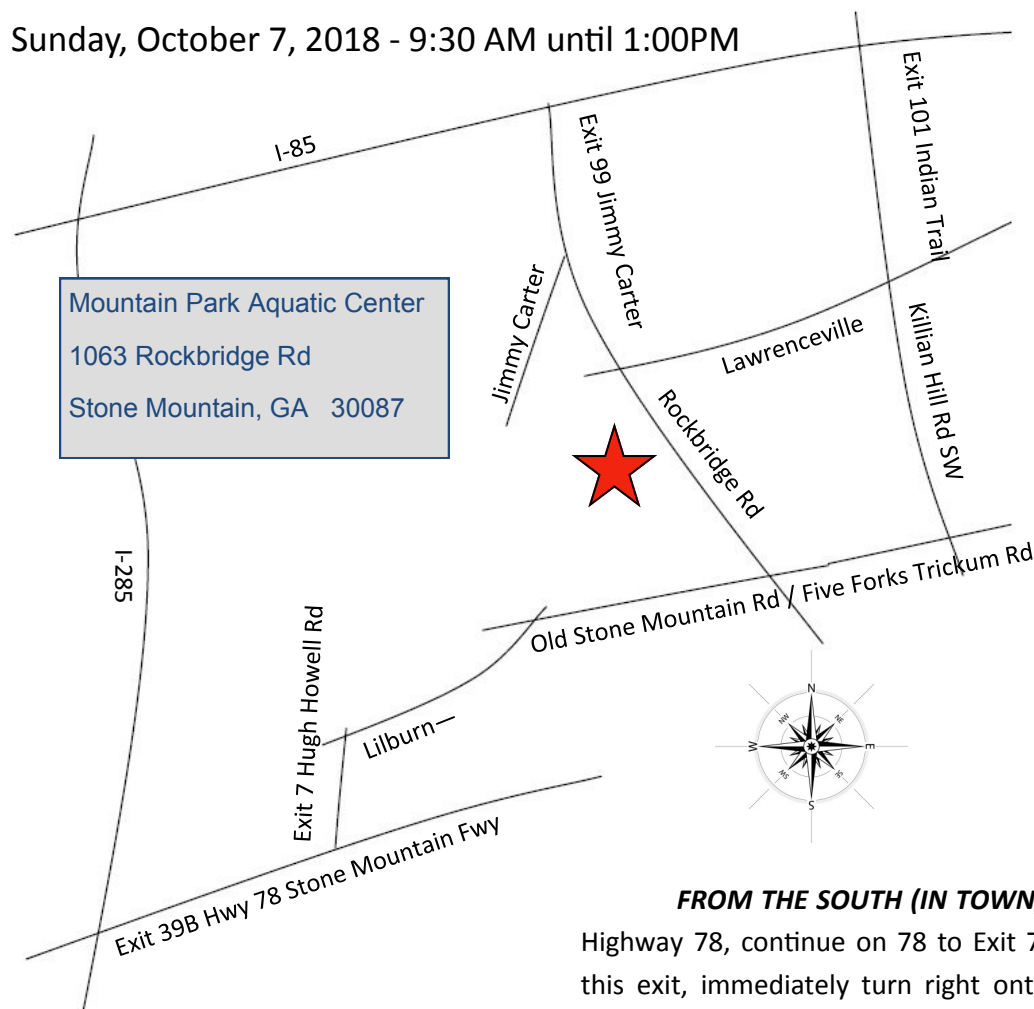 Sunday, October 7, 2018 - 9:30 AM until 1:00PM
I-85
Exit 99 Jimmy Carter
Exit 101 Indian Trail
Mountain Park Aquatic Center
1063 Rockbridge Rd
Stone Mountain, GA 30087
Jimmy Carter
Lawrenceville
Killian Hill Rd SW
Rockbridge Rd
I-285
Old Stone Mountain Rd / Five Forks Trickum Rd
Exit 7 Hugh Howell Rd
Lilburn—
Exit 39B Hwy 78 Stone Mountain Fwy
N
NW
NE
W
E
SW
SE
S
FROM THE SOUTH (IN TOWN
Highway 78, continue on 78 to Exit 7
this exit, immediately turn right ont